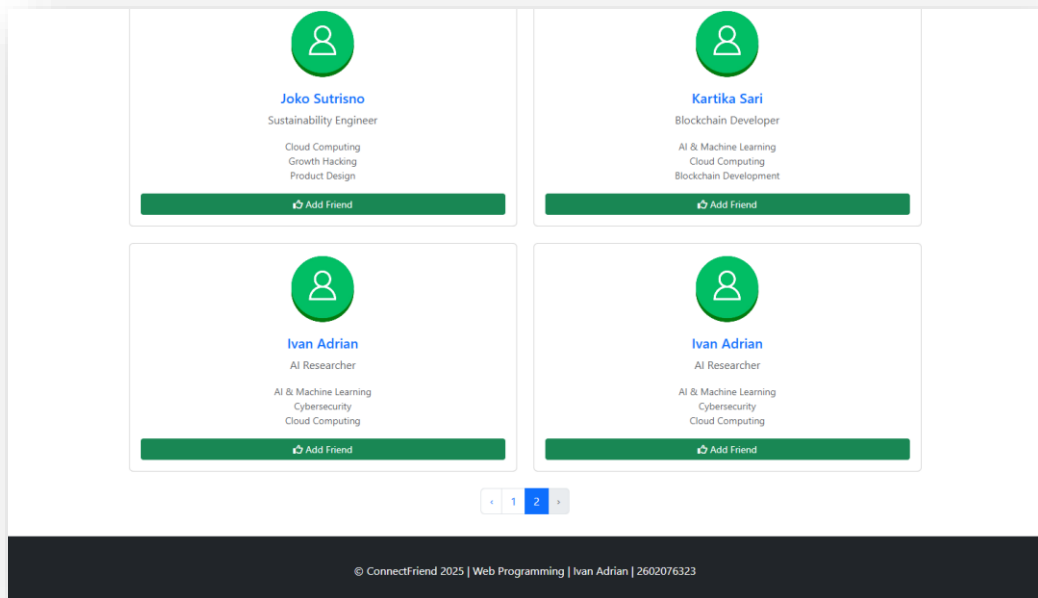 Joko Sutrisno
Sustainability Engineer
Cloud Computing
Growth Hacking
Product Design
Add Friend
Kartika Sari
Blockchain Developer
AI & Machine Learning
Cloud Computing
Blockchain Development
Add Friend
Ivan Adrian
AI Researcher
AI & Machine Learning
Cybersecurity
Cloud Computing
Add Friend
Ivan Adrian
AI Researcher
AI & Machine Learning
Cybersecurity
Cloud Computing
Add Friend
‹ 1 2 ›
© ConnectFriend 2025 | Web Programming | Ivan Adrian | 2602076323